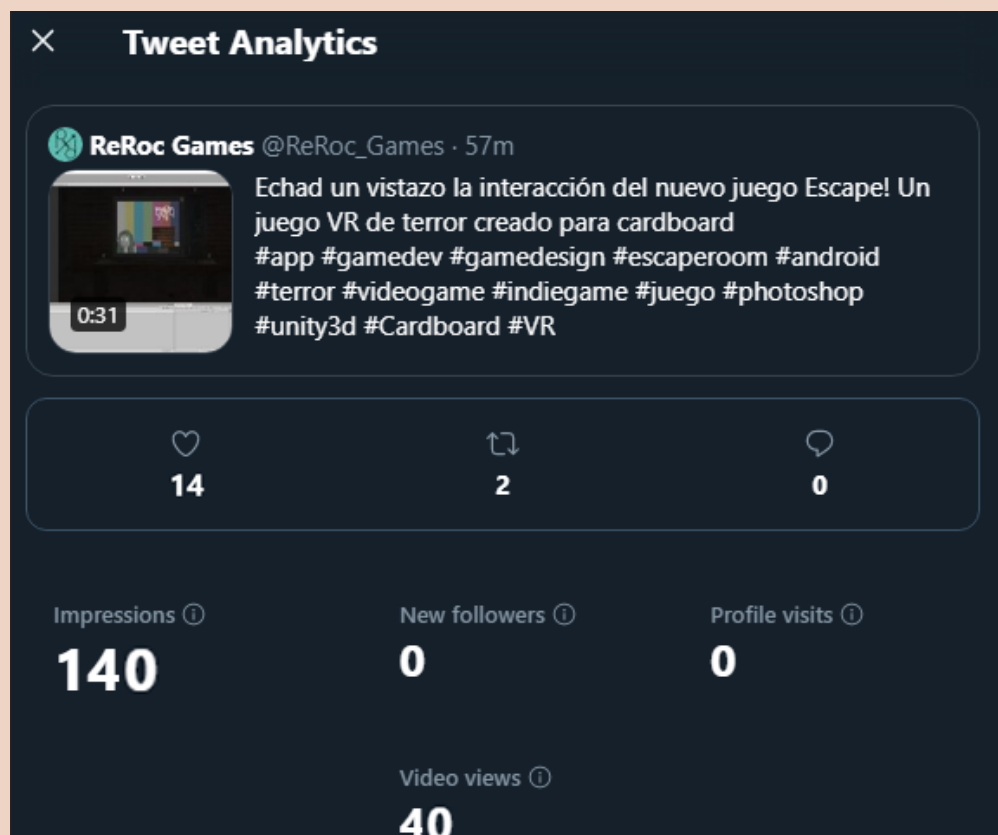 Tweet Analytics
ReRoc Games @ReRoc_Games · 57m
Echad un vistazo la interacción del nuevo juego Escape! Un
juego VR de terror creado para cardboard
#app #gamedev #gamedesign #escaperoom #android
#terror #videogame #indiegame #juego #photoshop
#unity3d #Cardboard #VR
0:31
14 2 0
Impressions New followers Profile visits
140 0 0
Video views
40